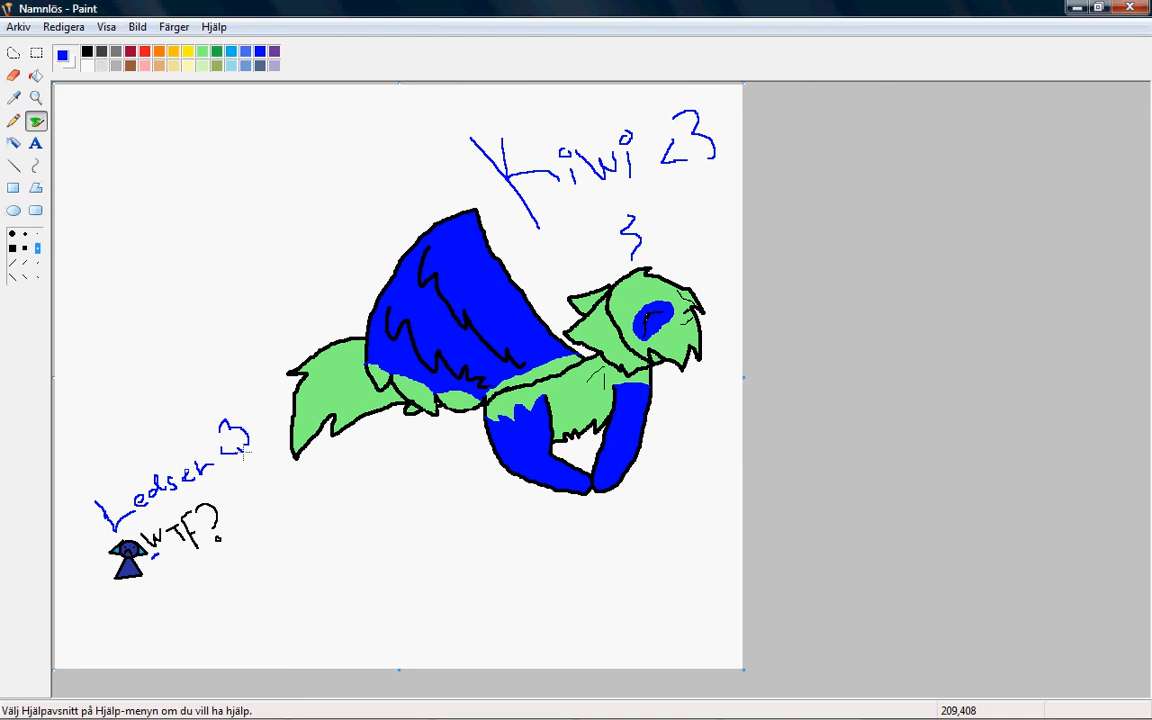 Namnlös - Paint
Arkiv Redigera Visa Bild Färger Hjälp
Kiwi <3
3
Ledser <3
WTF?
Välj Hjälpavsnitt på Hjälp-menyn om du vill ha hjälp.
209,408